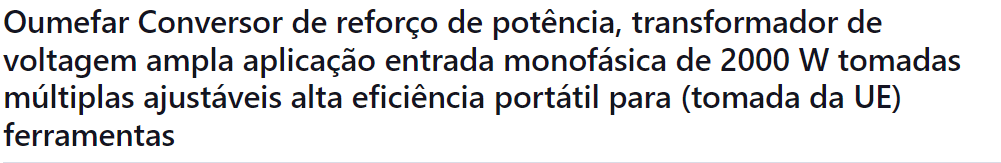 Oumefar Conversor de reforço de potência, transformador de
voltagem ampla aplicação entrada monofásica de 2000 W tomadas
múltiplas ajustáveis alta eficiência portátil para (tomada da UE)
ferramentas